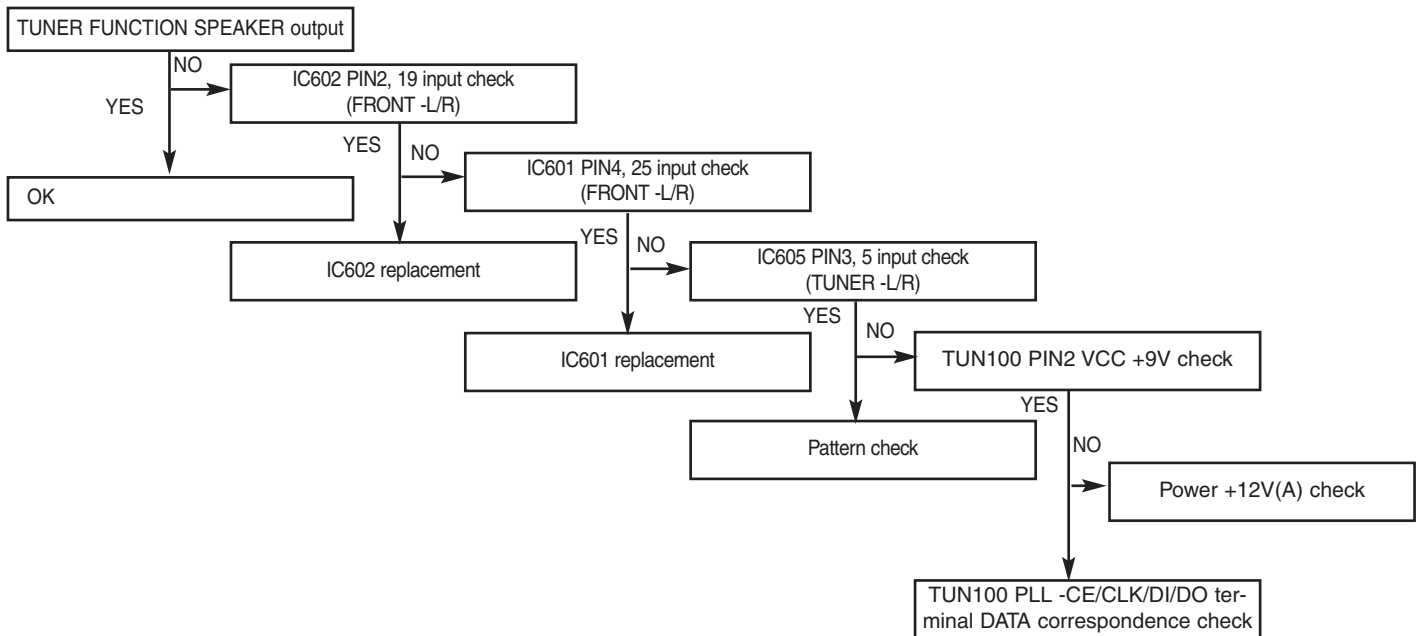 TUNER FUNCTION SPEAKER output
NO
YES
IC602 PIN2, 19 input check
(FRONT -L/R)
OK
YES
NO
IC601 PIN4, 25 input check
(FRONT -L/R)
IC602 replacement
YES
NO
IC605 PIN3, 5 input check
(TUNER -L/R)
IC601 replacement
YES
NO
TUN100 PIN2 VCC +9V check
Pattern check
YES
NO
Power +12V(A) check
TUN100 PLL -CE/CLK/DI/DO ter-
minal DATA correspondence check